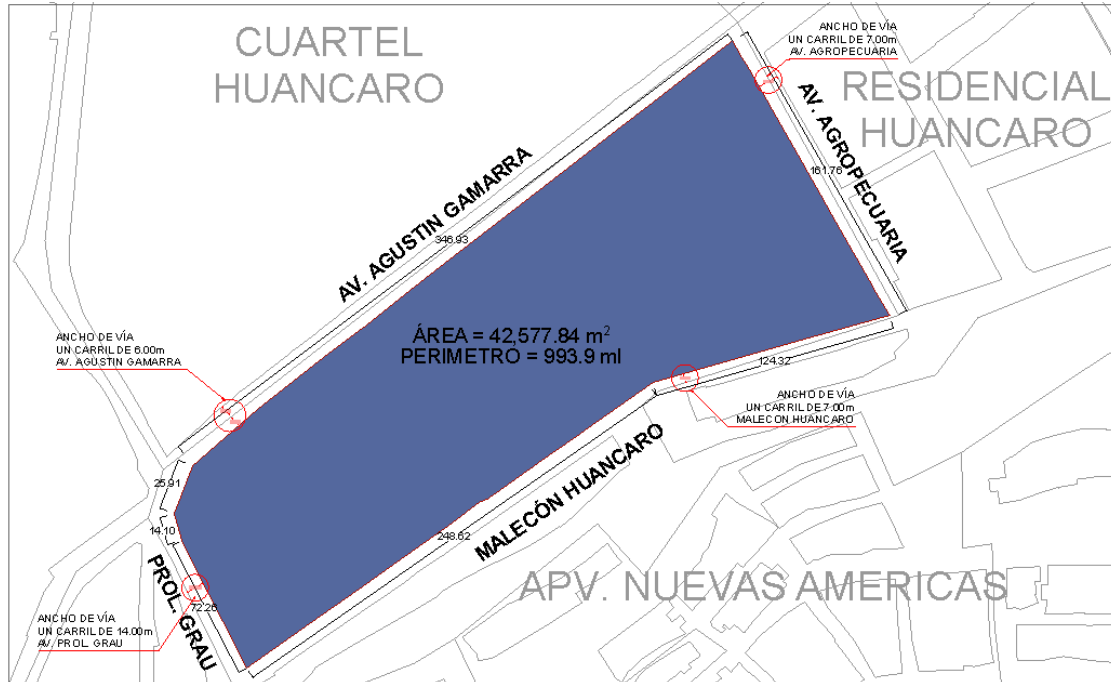 CUARTEL
HUANCARO
ANCHO DE VÍA
UN CARRIL DE 7.00m
AV. AGROPECUARIA
RESIDENCIAL
HUANCARO
AV. AGROPECUARIA
161.76
AV. AGUSTIN GAMARRA
346.93
ÁREA = 42,577.84 m²
PERIMETRO = 993.9 ml
ANCHO DE VÍA
UN CARRIL DE 6.00m
AV. AGUSTIN GAMARRA
124.32
ANCHO DE VÍA
UN CARRIL DE 7.00m
MALECON HUANCARO
25.91
14.10
MALECÓN HUANCARO
248.62
PROL. GRAU
72.26
APV. NUEVAS AMERICAS
ANCHO DE VÍA
UN CARRIL DE 14.00m
AV. PROL. GRAU